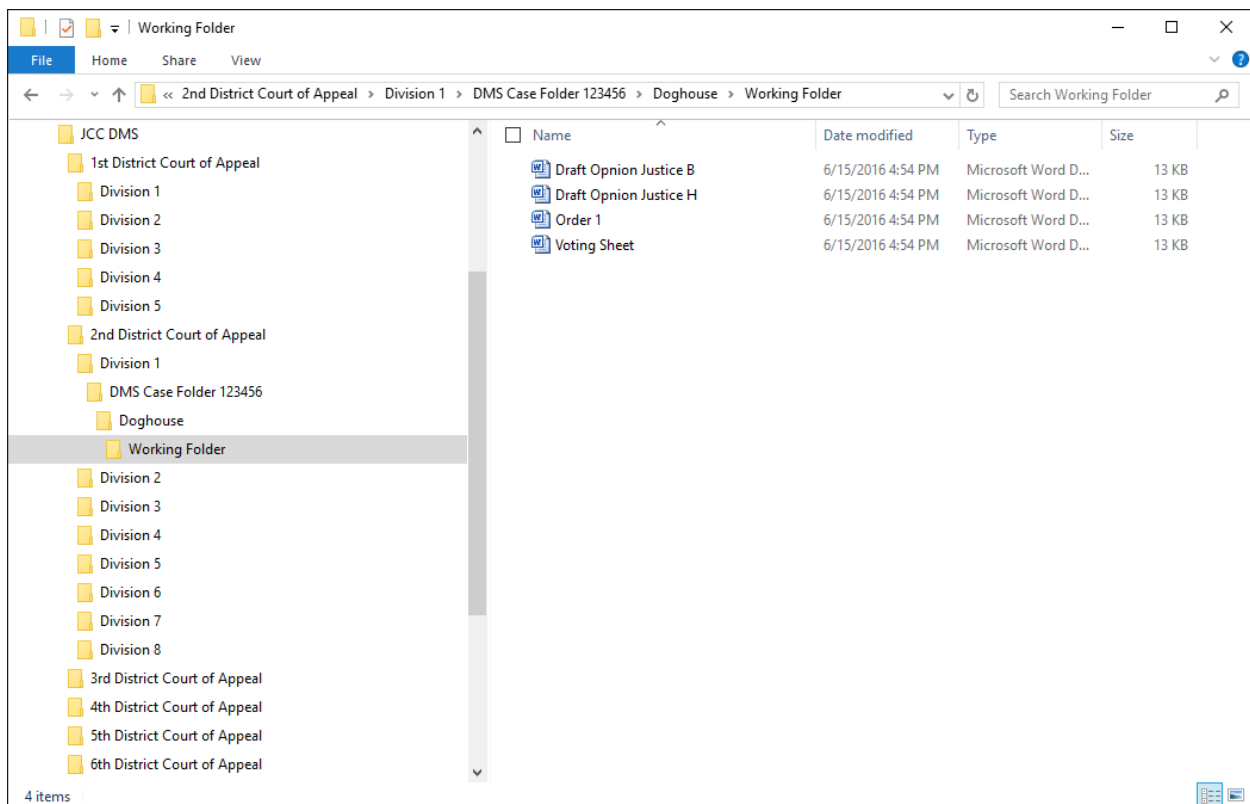 Working Folder
File Home Share View
« 2nd District Court of Appeal > Division 1 > DMS Case Folder 123456 > Doghouse > Working Folder Search Working Folder
JCC DMS
1st District Court of Appeal
Division 1
Division 2
Division 3
Division 4
Division 5
2nd District Court of Appeal
Division 1
DMS Case Folder 123456
Doghouse
Working Folder
Division 2
Division 3
Division 4
Division 5
Division 6
Division 7
Division 8
3rd District Court of Appeal
4th District Court of Appeal
5th District Court of Appeal
6th District Court of Appeal
Name Date modified Type Size
Draft Opnion Justice B 6/15/2016 4:54 PM Microsoft Word D... 13 KB
Draft Opnion Justice H 6/15/2016 4:54 PM Microsoft Word D... 13 KB
Order 1 6/15/2016 4:54 PM Microsoft Word D... 13 KB
Voting Sheet 6/15/2016 4:54 PM Microsoft Word D... 13 KB
4 items